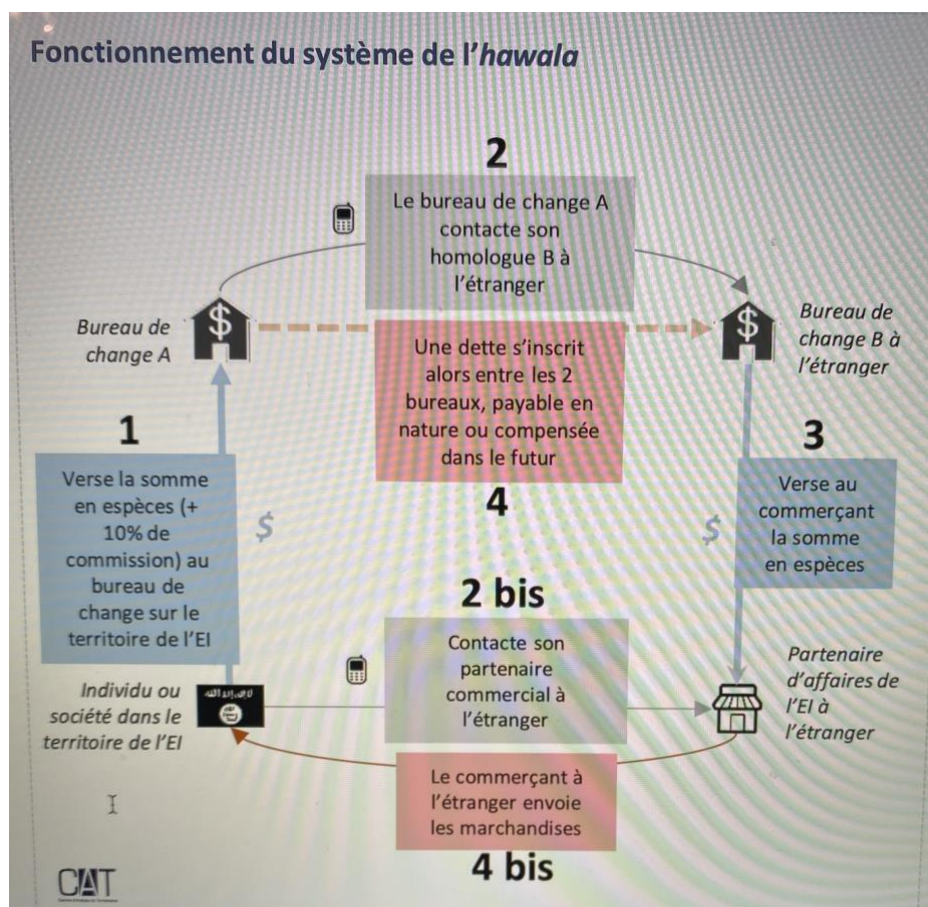 Fonctionnement du système de l'hawala
2
Le bureau de change A
contacte son
homologue B à
l'étranger
Bureau de
change A
$
$
Bureau de
change B à
l'étranger
Une dette s'inscrit
alors entre les 2
bureaux, payable en
nature ou compensée
dans le futur
4
1
Verse la somme
en espèces (+
10% de
commission) au
bureau de
change sur le
territoire de l'EI
$
3
Verse au
commerçant
la somme
en espèces
$
2 bis
Contacte son
partenaire
commercial à
l'étranger
Individu ou
société dans le
territoire de l'EI
Partenaire
d'affaires de
l'EI à
l'étranger
Le commerçant à
l'étranger envoie
les marchandises
4 bis
CAT